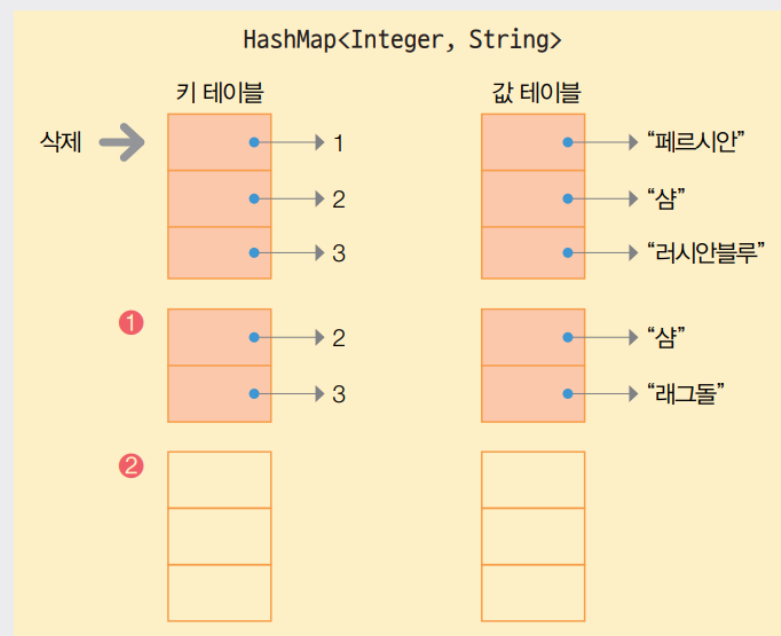 HashMap<Integer, String>
키 테이블 값 테이블
삭제 1 “페르시안”
2 “샴”
3 “러시안블루”
❶ 2 “샴”
3 “래그돌”
❷